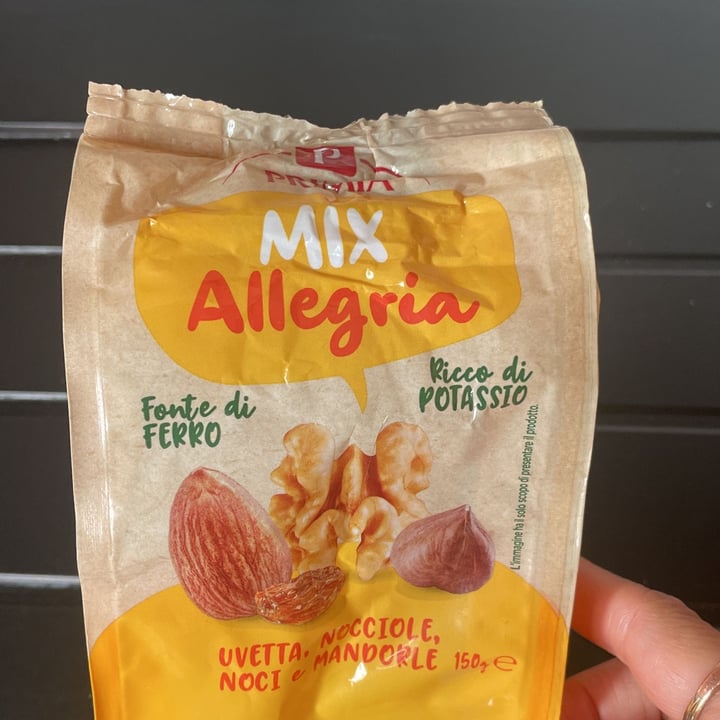 P
PRIMIA
MIX
Allegria
Fonte di
FERRO
Ricco di
POTASSIO
L'immagine ha il solo scopo di presentare il prodotto.
UVETTA, NOCCIOLE,
NOCI e MANDORLE 150g ℮